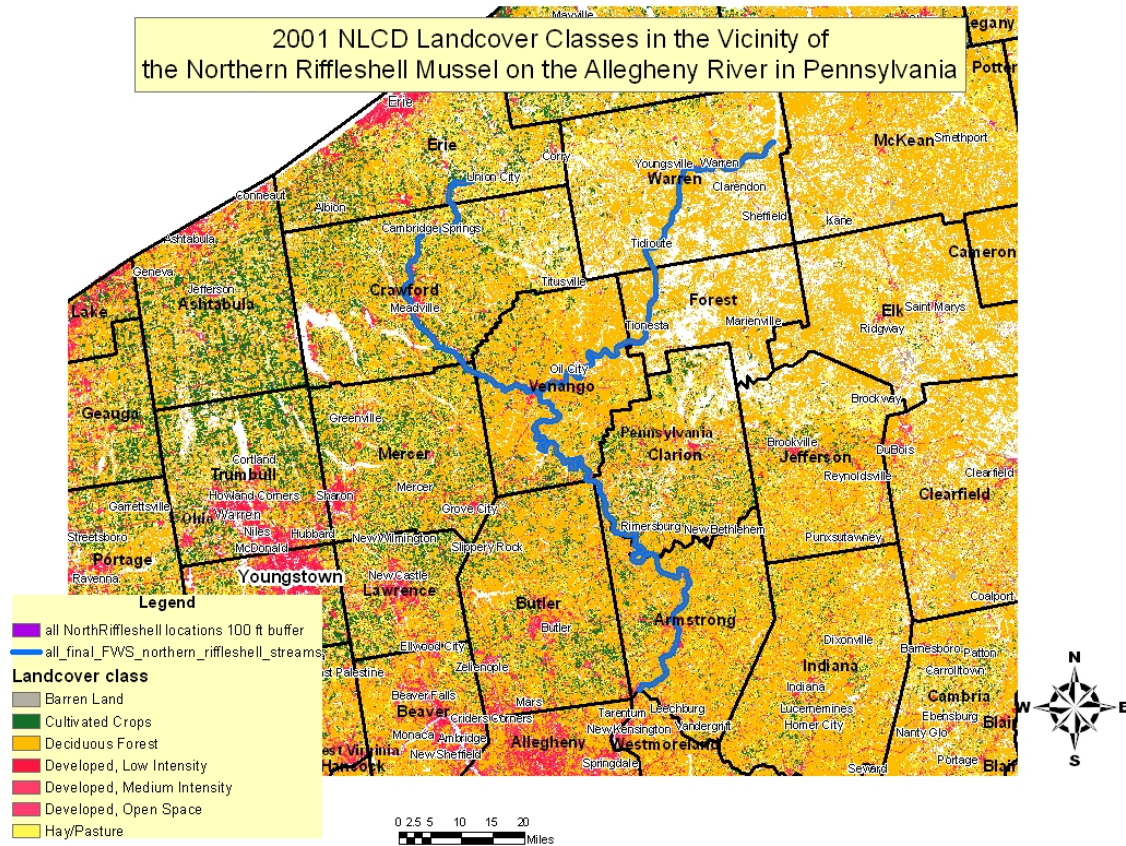 2001 NLCD Landcover Classes in the Vicinity of
the Northern Riffleshell Mussel on the Allegheny River in Pennsylvania
Mayville
egany
Potter
Erie
Erie
Corry
McKean
Smethport
Youngsville
Warren
Warren
Clarendon
Union City
Conneaut
Albion
Sheffield
Kane
Cambridge Springs
Ashtabula
Tidioute
Cameron
Geneva
Jefferson
Ashtabula
Titusville
Crawford
Meadville
Forest
Marienville
Elk
Saint Marys
Ridgway
Lake
Tionesta
Oil City
Venango
Brockway
Geauga
Greenville
Pennsylvania
Clarion
Brookville
Jefferson
DuBois
Reynoldsville
Clearfield
Clearfield
Cortland
Trumbull
Mercer
Mercer
Howland Corners
Sharon
Garrettsville
Ohio
Warren
Grove City
Niles
Hubbard
Streetsboro
McDonald
New Wilmington
Slippery Rock
Rimersburg
New Bethlehem
Punxsutawney
Portage
Ravenna
Youngstown
New Castle
Lawrence
Coalport
Butler
Butler
Armstrong
Dixonville
Barnesboro
Patton
Ellwood City
Zelienople
Indiana
Indiana
Carrolltown
st Palestine
Beaver Falls
Beaver
Mars
Criders Corners
Tarentum
Leechburg
Lucernemines
Homer City
Cambria
Ebensburg
Nanty Glo
Blair
Monaca
Ambridge
New Sheffield
Allegheny
New Kensington
Vandergrift
Westmoreland
Springdale
est Virginia
Hancock
Seward
Portage
Blair
Legend
all NorthRiffleshell locations 100 ft buffer
all_final_FWS_northern_riffleshell_streams
Landcover class
Barren Land
Cultivated Crops
Deciduous Forest
Developed, Low Intensity
Developed, Medium Intensity
Developed, Open Space
Hay/Pasture
0 2.5 5 10 15 20
Miles
N
W E
S